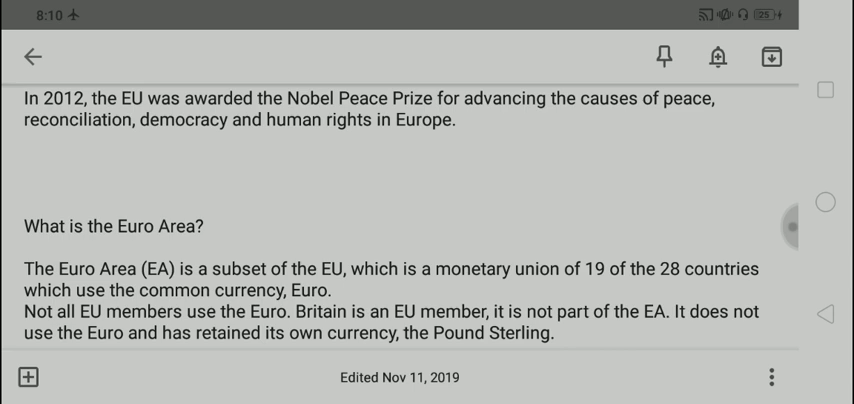 8:10
25
In 2012, the EU was awarded the Nobel Peace Prize for advancing the causes of peace,
reconciliation, democracy and human rights in Europe.
What is the Euro Area?
The Euro Area (EA) is a subset of the EU, which is a monetary union of 19 of the 28 countries
which use the common currency, Euro.
Not all EU members use the Euro. Britain is an EU member, it is not part of the EA. It does not
use the Euro and has retained its own currency, the Pound Sterling.
Edited Nov 11, 2019